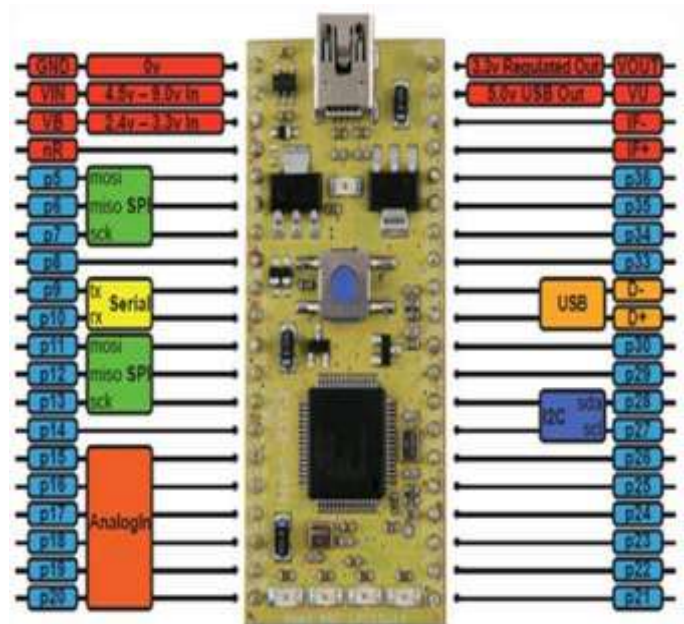 GND 0v
VIN 4.5v – 9.0v In
VB 2.4v – 3.3v In
nR
p5 mosi
p6 miso SPI
p7 sck
p8
p9 tx
Serial
p10 rx
p11 mosi
p12 miso SPI
p13 sck
p14
p15
p16
p17
AnalogIn
p18
p19
p20
3.3v Regulated Out VOUT
5.0v USB Out VU
IF-
IF+
p36
p35
p34
p33
D-
USB
D+
p30
p29
sda p28
I2C
scl p27
p26
p25
p24
p23
p22
p21